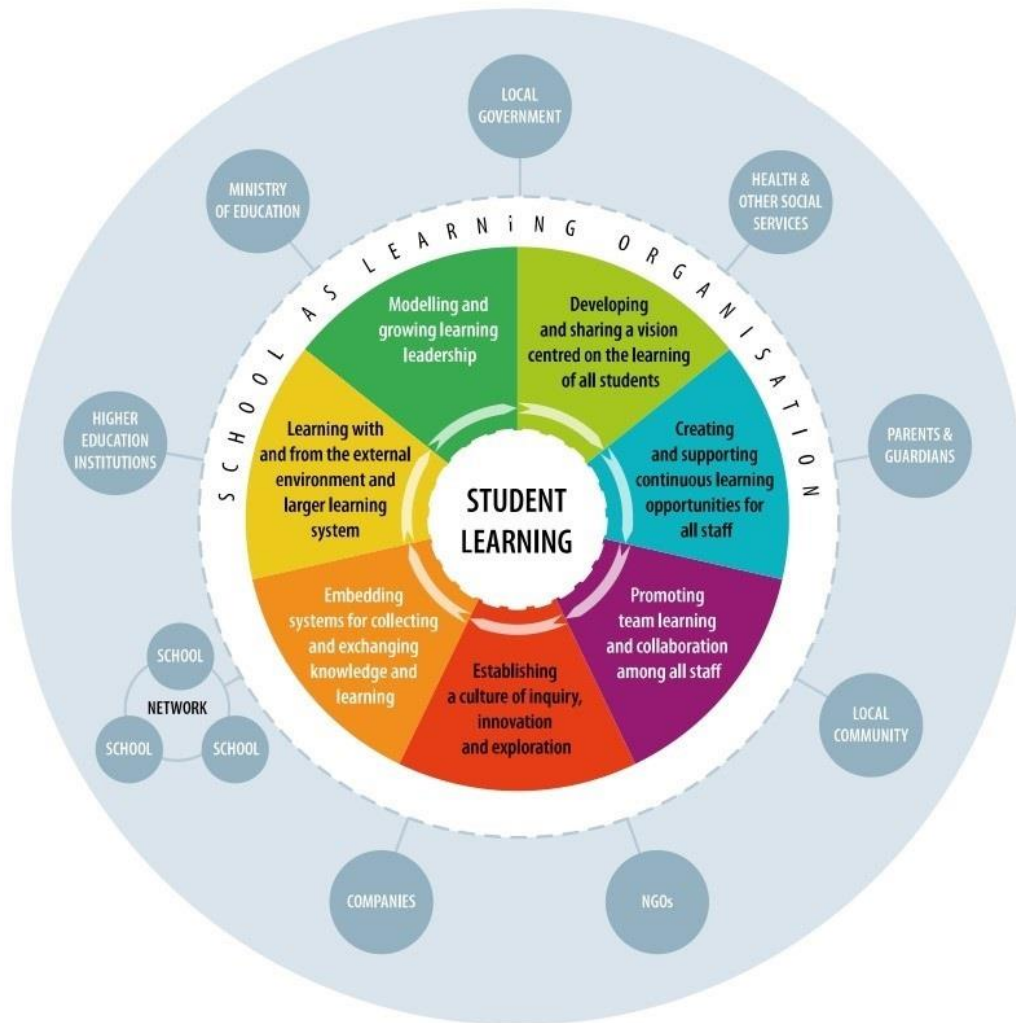 LOCAL
GOVERNMENT
MINISTRY
OF EDUCATION
HEALTH &
OTHER SOCIAL
SERVICES
SCHOOL AS LEARNiNG ORGANISATION
Modelling and
growing learning
leadership
Developing
and sharing a vision
centred on the learning
of all students
HIGHER
EDUCATION
INSTITUTIONS
Learning with
and from the external
environment and
larger learning
system
Creating
and supporting
continuous learning
opportunities for
all staff
PARENTS &
GUARDIANS
STUDENT
LEARNING
Embedding
systems for collecting
and exchanging
knowledge and
learning
Establishing
a culture of inquiry,
innovation
and exploration
Promoting
team learning
and collaboration
among all staff
SCHOOL
NETWORK
SCHOOL
SCHOOL
LOCAL
COMMUNITY
COMPANIES
NGOs